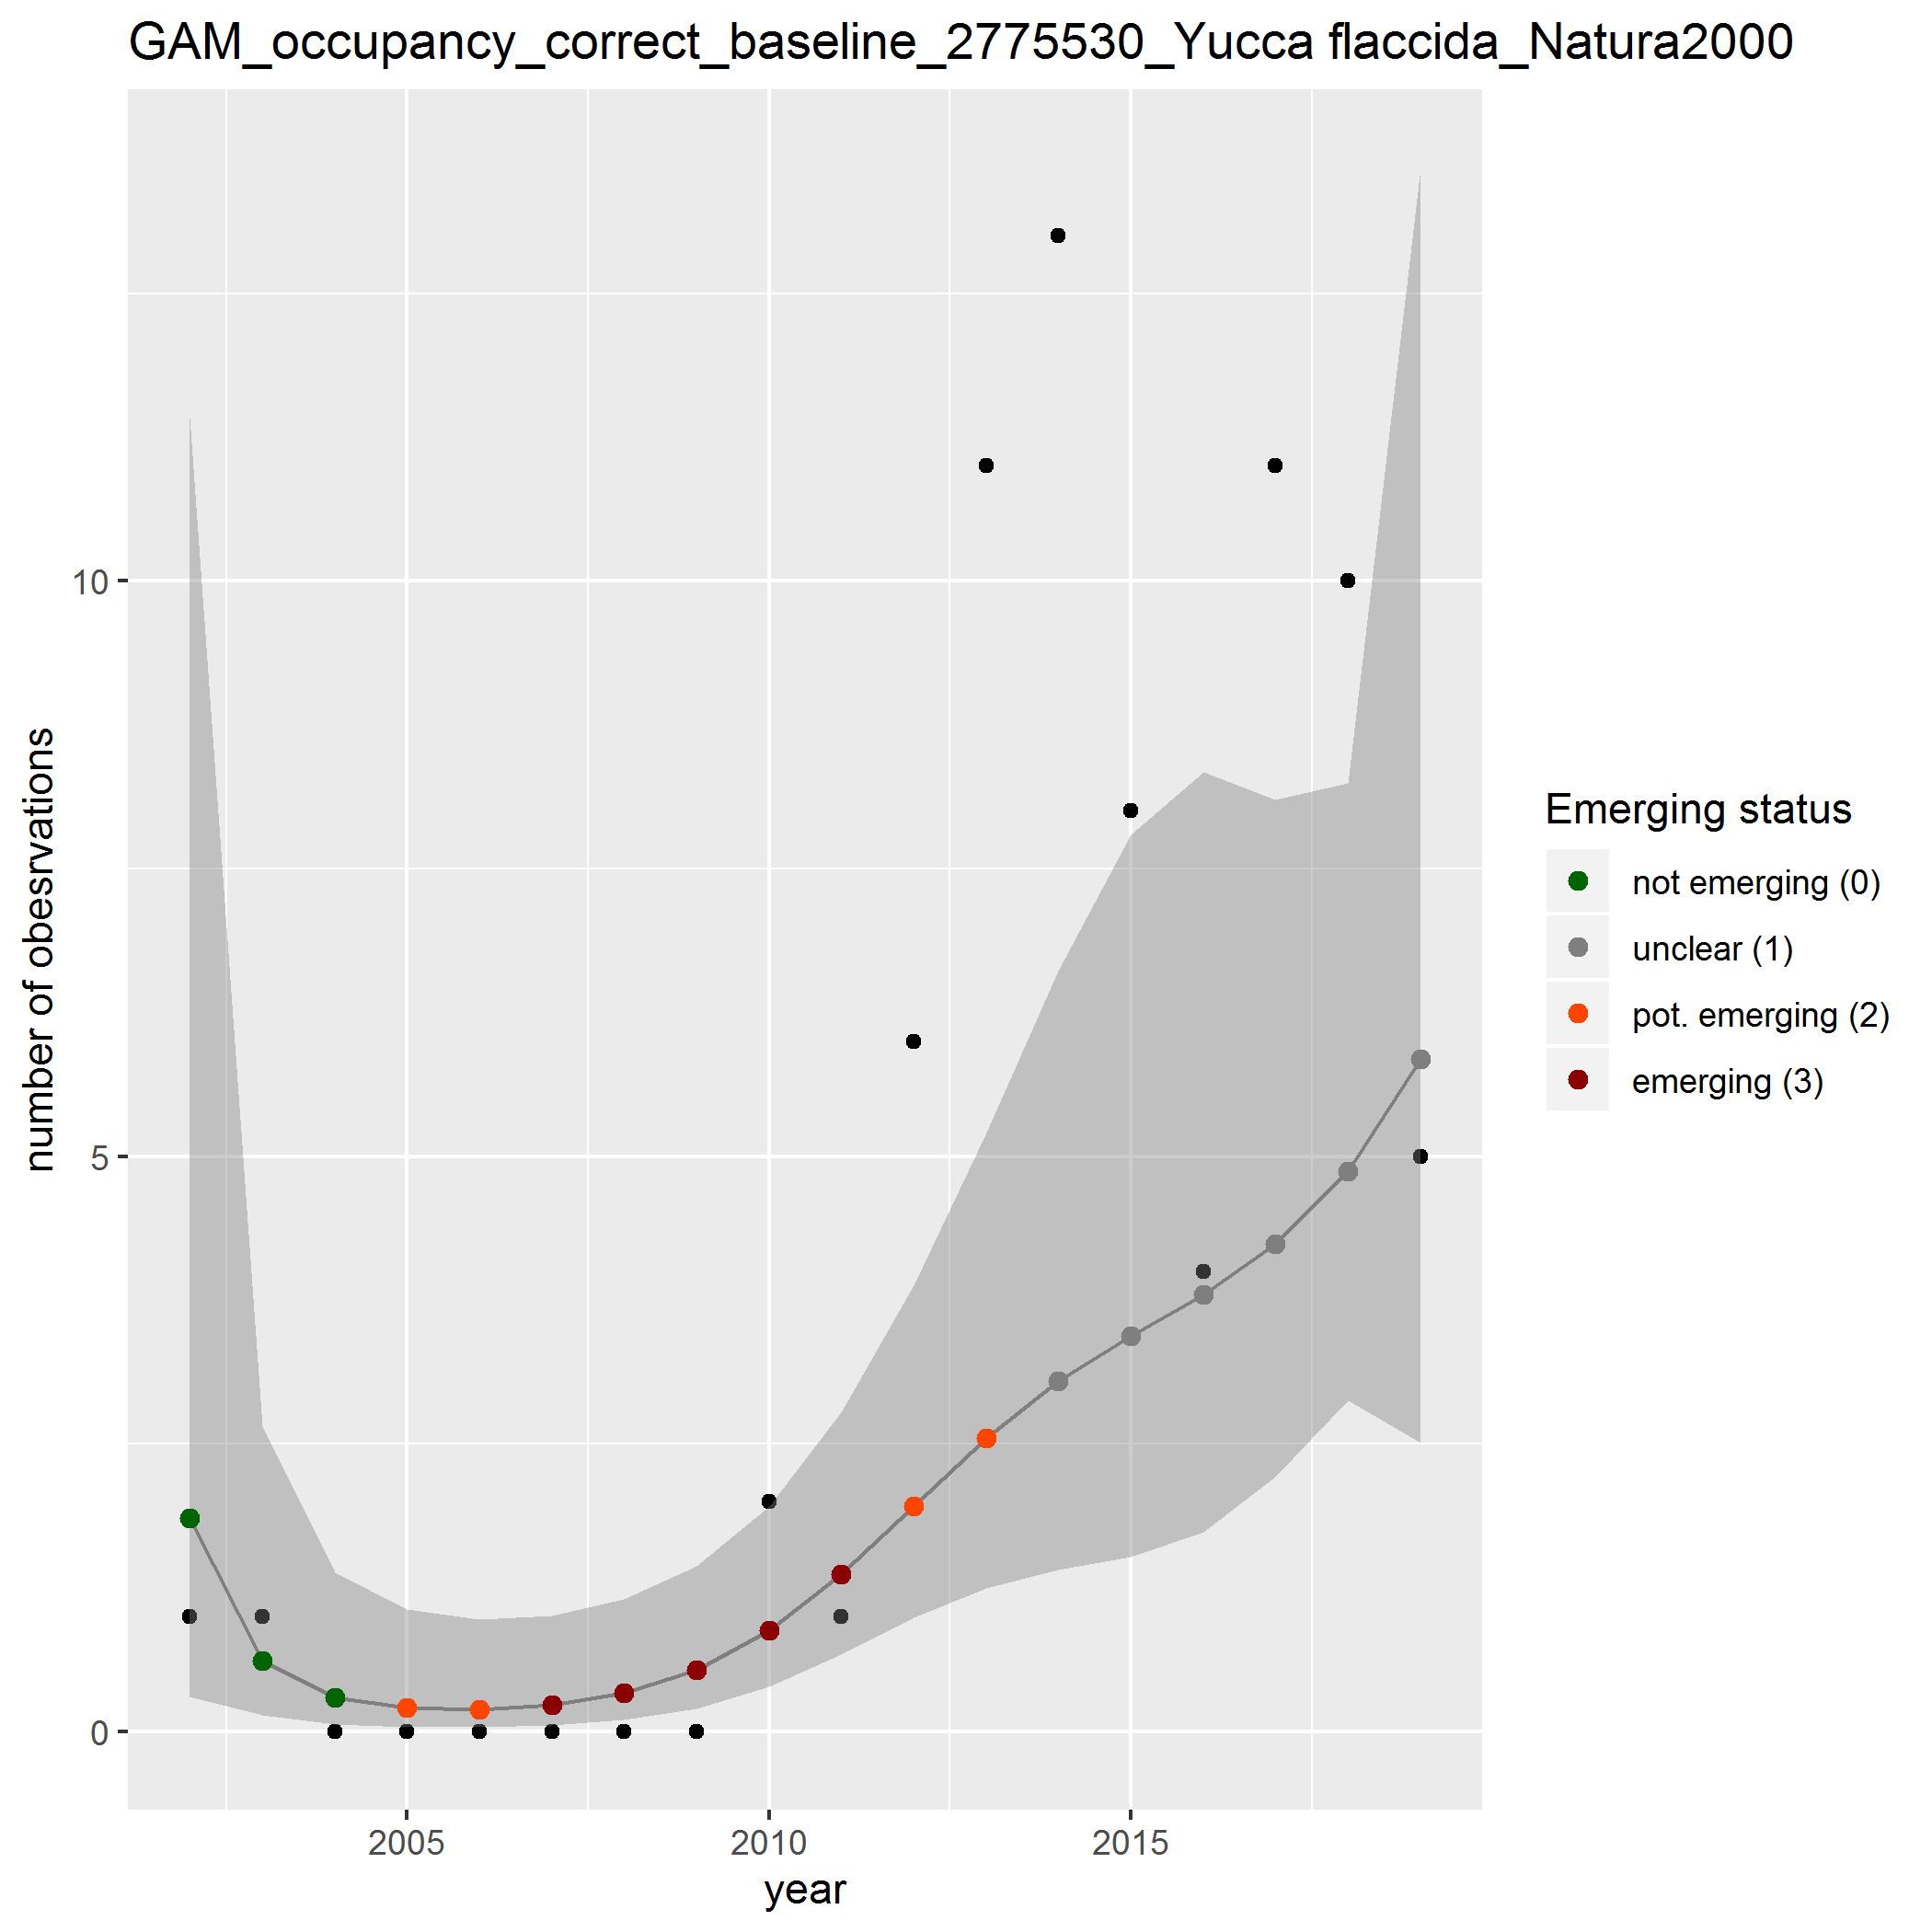 GAM_occupancy_correct_baseline_2775530_Yucca flaccida_Natura2000
number of obesrvations
10
5
0
2005
2010
2015
year
Emerging status
not emerging (0)
unclear (1)
pot. emerging (2)
emerging (3)